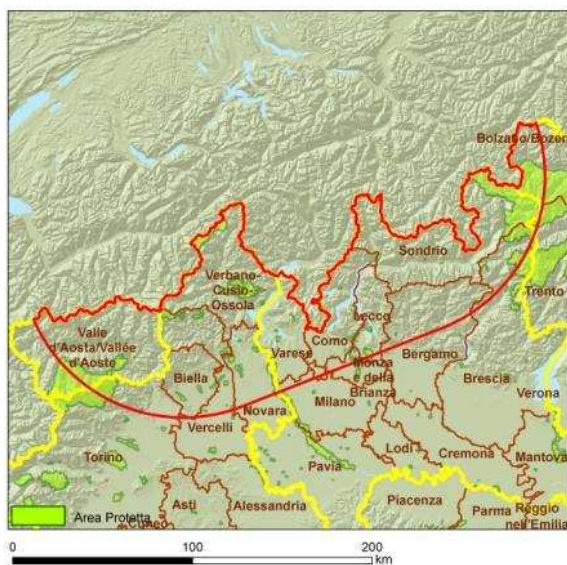 Bolzano/Bozen
Sondrio
Verbano-
Cusio-
Ossola
Trento
Valle
d'Aosta/Vallée
d'Aoste
Lecco
Como
Varese
Bergamo
Monza
e della
Brianza
Biella
Brescia
Verona
Milano
Novara
Vercelli
Lodi
Cremona
Mantova
Torino
Pavia
Asti
Alessandria
Piacenza
Parma
Reggio
nell'Emilia
Area Protetta
Cuneo
0 100 200
km